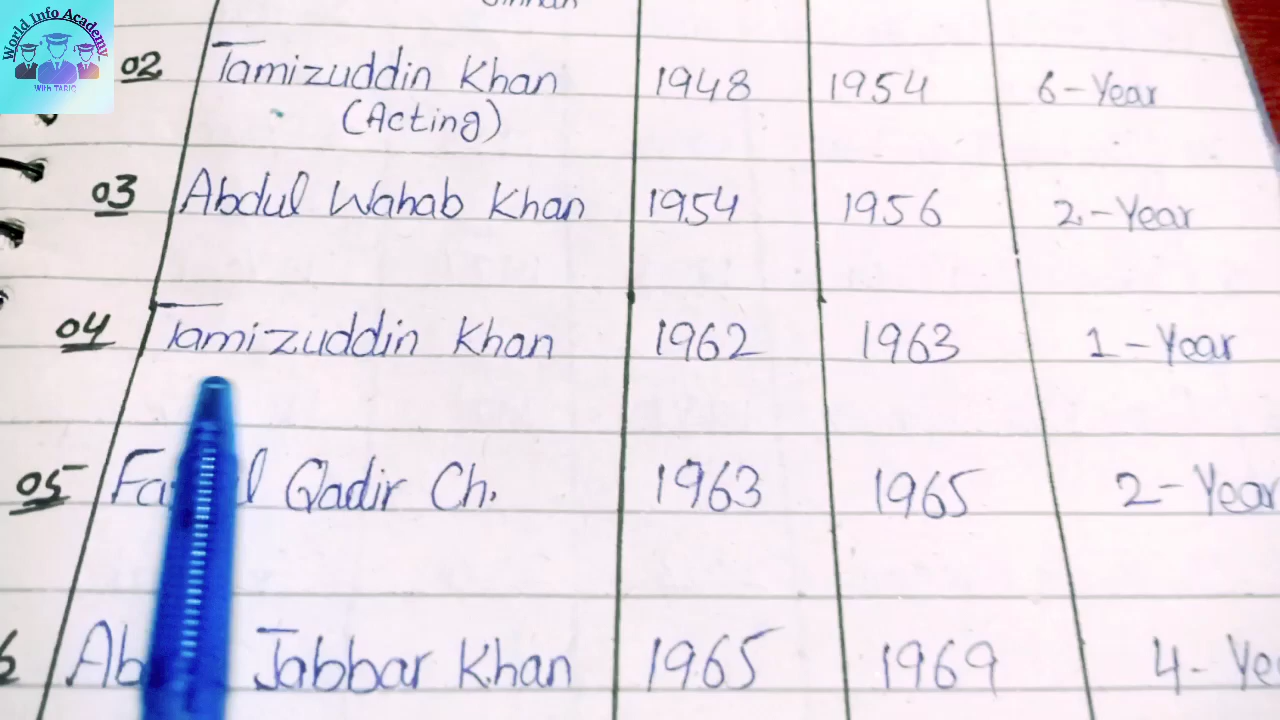 World Info Academy
With TARIQ
02 Tamizuddin Khan 1948 1954 6-Year
(Acting)
03 Abdul Wahab Khan 1954 1956 2-Year
04 Tamizuddin Khan 1962 1963 1-Year
05 Qadir Ch. 1963 1965 2-Year
Jabbar Khan 1965 1969 4-